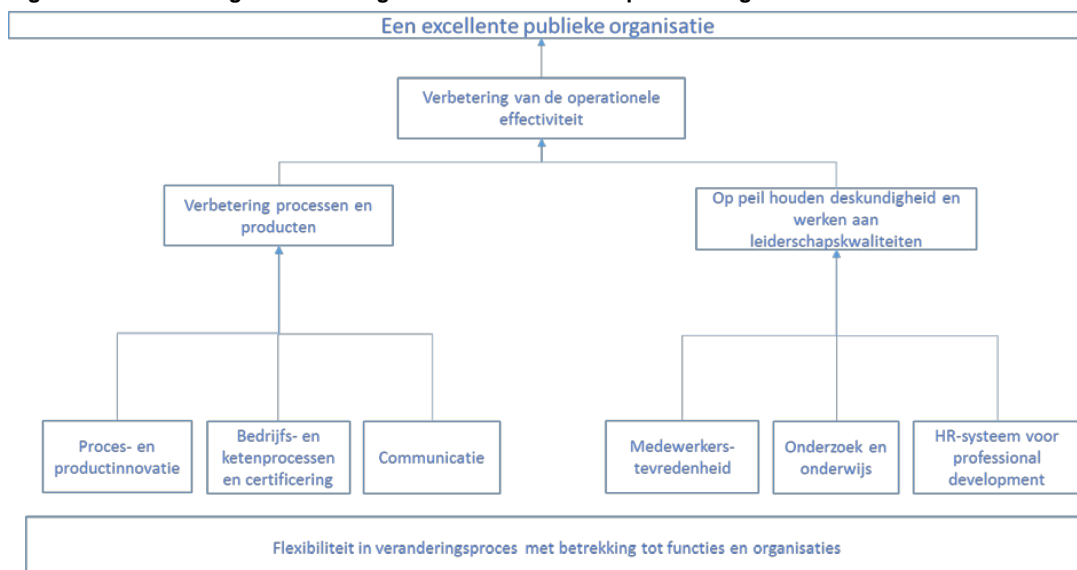 Een excellente publieke organisatie
Verbetering van de operationele
effectiviteit
Verbetering processen en
producten
Op peil houden deskundigheid en
werken aan
leiderschapskwaliteiten
Proces- en
productinnovatie
Bedrijfs- en
ketenprocessen
en certificering
Communicatie
Medewerkers-
tevredenheid
Onderzoek en
onderwijs
HR-systeem voor
professional
development
Flexibiliteit in veranderingsproces met betrekking tot functies en organisaties